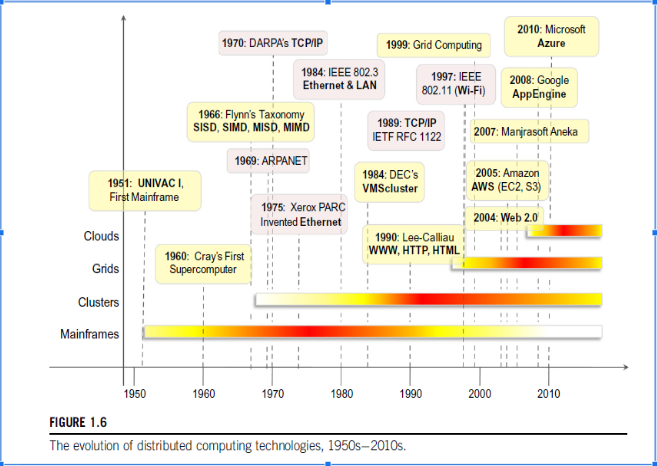 2010: Microsoft
Azure
1970: DARPA's TCP/IP
1999: Grid Computing
1984: IEEE 802.3
Ethernet & LAN
1997: IEEE
802.11 (Wi-Fi)
2008: Google
AppEngine
1966: Flynn's Taxonomy
SISD, SIMD, MISD, MIMD
1989: TCP/IP
IETF RFC 1122
2007: Manjrasoft Aneka
1969: ARPANET
1951: UNIVAC I,
First Mainframe
1984: DEC's
VMScluster
2005: Amazon
AWS (EC2, S3)
1975: Xerox PARC
Invented Ethernet
2004: Web 2.0
1990: Lee-Calliau
WWW, HTTP, HTML
1960: Cray's First
Supercomputer
Clouds
Grids
Clusters
Mainframes
1950 1960 1970 1980 1990 2000 2010
FIGURE 1.6
The evolution of distributed computing technologies, 1950s–2010s.